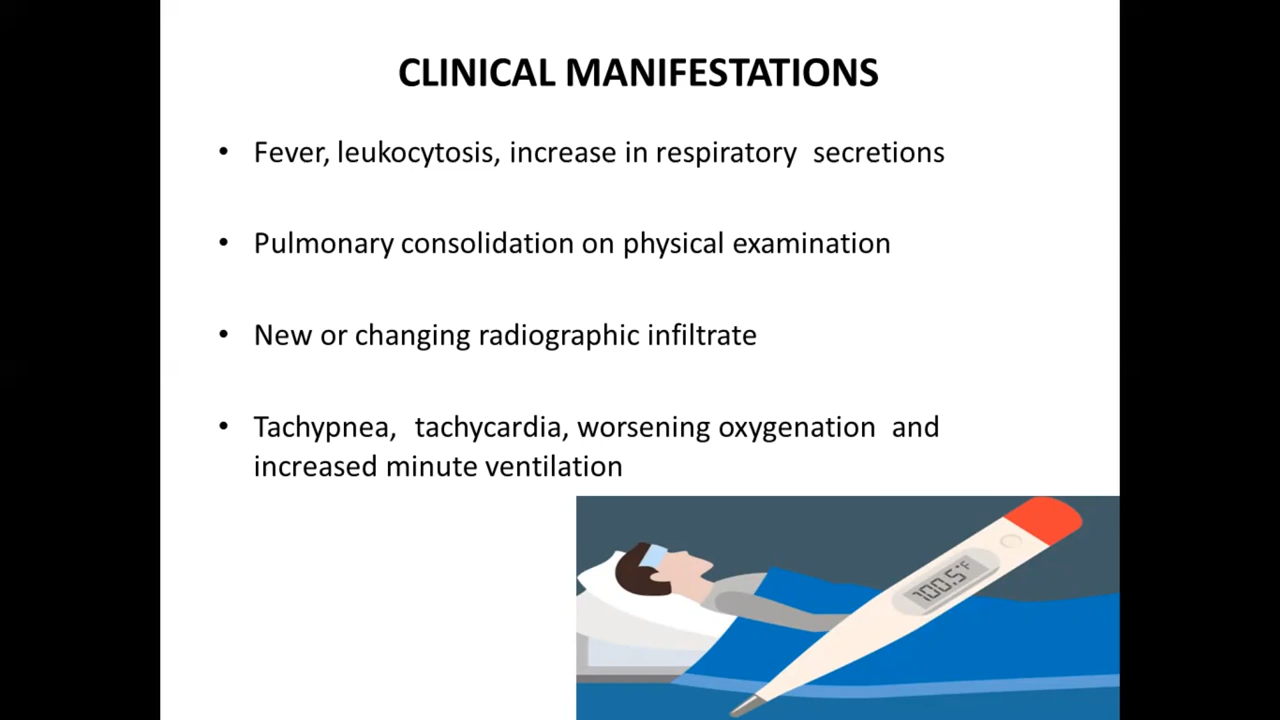 CLINICAL MANIFESTATIONS
• Fever, leukocytosis, increase in respiratory secretions
• Pulmonary consolidation on physical examination
• New or changing radiographic infiltrate
• Tachypnea, tachycardia, worsening oxygenation and
increased minute ventilation
100.5°F